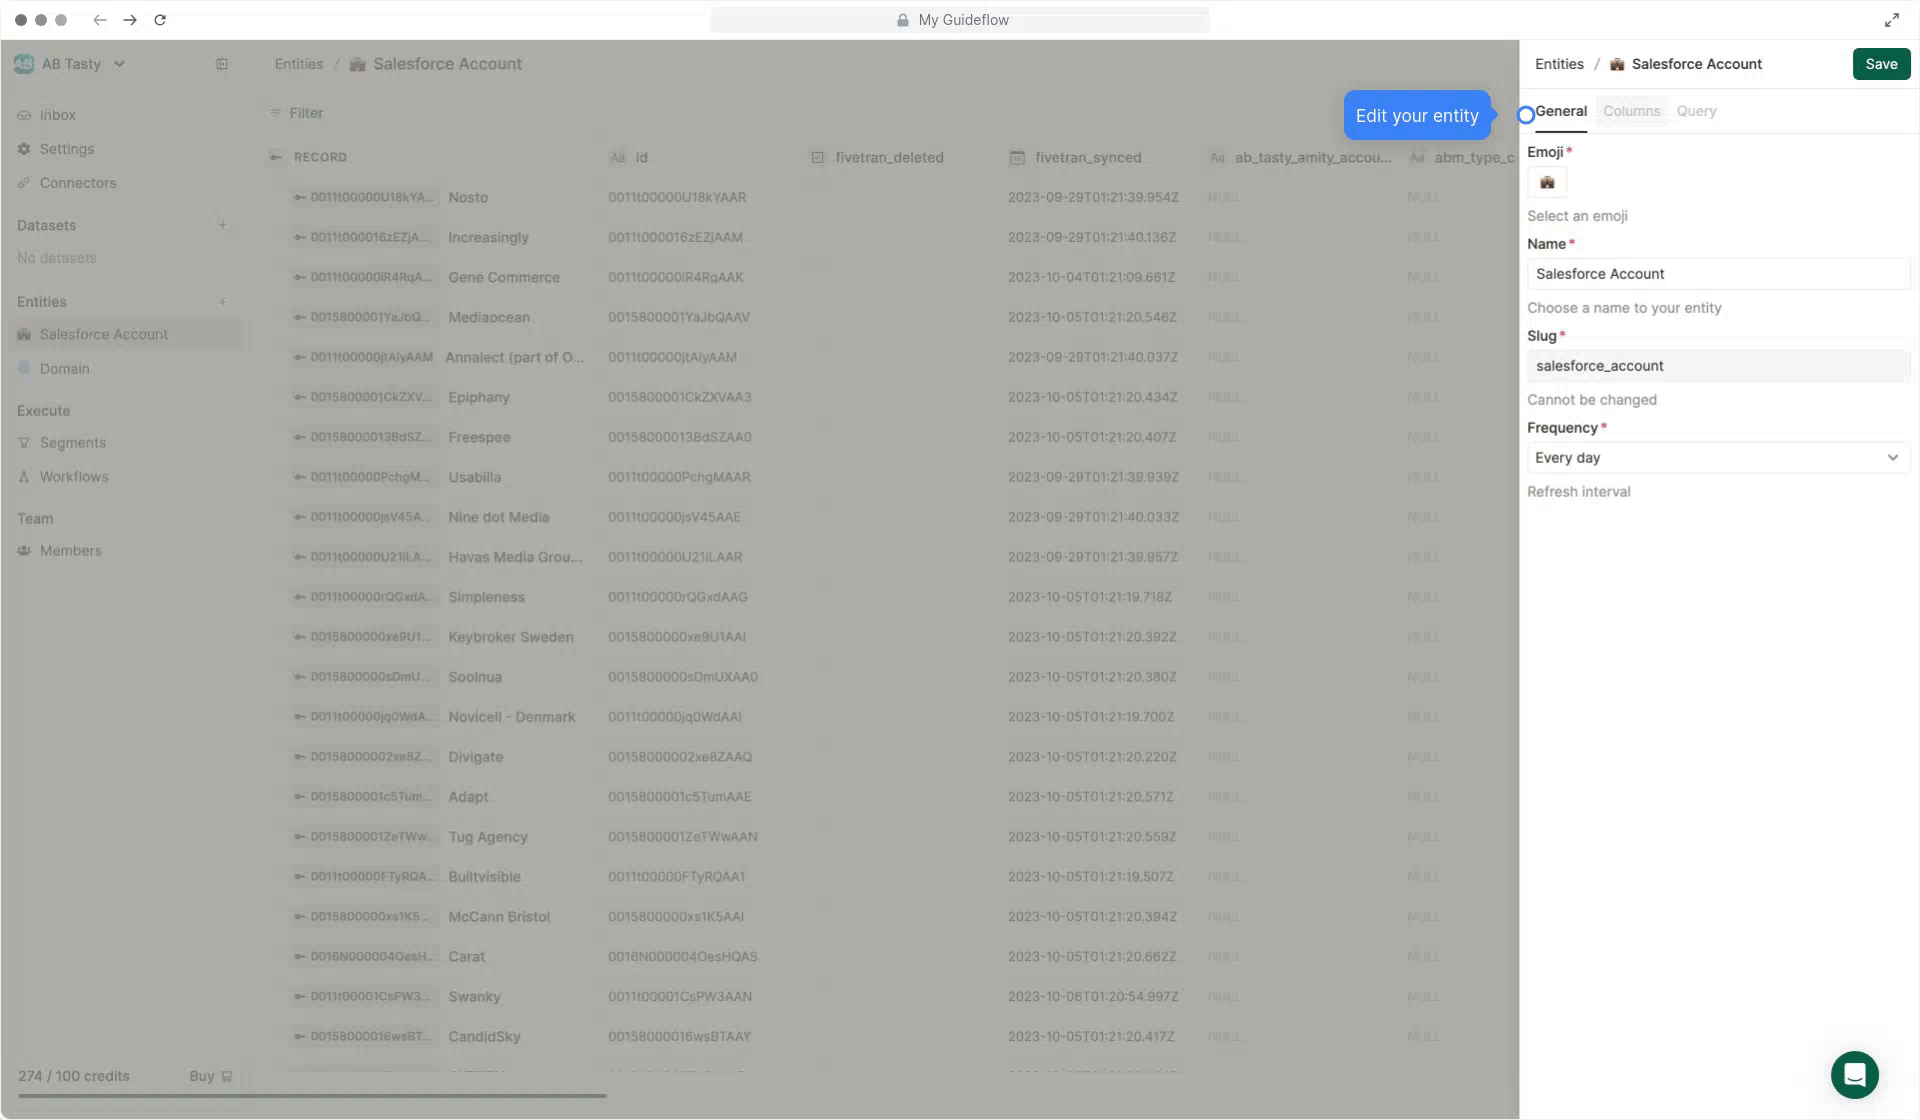 My Guideflow
AB Tasty
Inbox
Settings
Connectors
Datasets
No datasets
Entities
Salesforce Account
Domain
Execute
Segments
Workflows
Team
Members
274 / 100 credits
Buy
Entities / Salesforce Account
Filter
RECORD Aa id fivetran_deleted fivetran_synced Aa ab_tasty_amity_accou... Aa abm_type_c
0011t00000U18kYA... Nosto 0011t00000U18kYAAR 2023-09-29T01:21:39.954Z NULL NULL
0011t000016zEZjA... Increasingly 0011t000016zEZjAAM 2023-09-29T01:21:40.136Z NULL NULL
0011t00000iR4RqA... Gene Commerce 0011t00000iR4RqAAK 2023-10-04T01:21:09.661Z NULL NULL
0015800001YaJbQ... Mediaocean 0015800001YaJbQAAV 2023-10-05T01:21:20.546Z NULL NULL
0011t00000jtAlyAAM Annalect (part of O... 0011t00000jtAlyAAM 2023-09-29T01:21:40.037Z NULL NULL
0015800001CkZXV... Epiphany 0015800001CkZXVAA3 2023-10-05T01:21:20.434Z NULL NULL
00158000013BdSZ... Freespee 00158000013BdSZAA0 2023-10-05T01:21:20.407Z NULL NULL
0011t00000PchgM... Usabilla 0011t00000PchgMAAR 2023-09-29T01:21:39.939Z NULL NULL
0011t00000jsV45A... Nine dot Media 0011t00000jsV45AAE 2023-09-29T01:21:40.033Z NULL NULL
0011t00000U21iLA... Havas Media Grou... 0011t00000U21iLAAR 2023-09-29T01:21:39.957Z NULL NULL
0011t00000rQGxdA... Simpleness 0011t00000rQGxdAAG 2023-10-05T01:21:19.718Z NULL NULL
0015800000xe9U1... Keybroker Sweden 0015800000xe9U1AAI 2023-10-05T01:21:20.392Z NULL NULL
0015800000sDmU... Soolnua 0015800000sDmUXAA0 2023-10-05T01:21:20.380Z NULL NULL
0011t00000jq0WdA... Novicell - Denmark 0011t00000jq0WdAAI 2023-10-05T01:21:19.700Z NULL NULL
00158000002xe8Z... Divigate 00158000002xe8ZAAQ 2023-10-05T01:21:20.220Z NULL NULL
0015800001c5Tum... Adapt 0015800001c5TumAAE 2023-10-05T01:21:20.571Z NULL NULL
0015800001ZeTWw... Tug Agency 0015800001ZeTWwAAN 2023-10-05T01:21:20.559Z NULL NULL
0011t00000FTyRQA... Builtvisible 0011t00000FTyRQAA1 2023-10-05T01:21:19.507Z NULL NULL
0015800000xs1K5... McCann Bristol 0015800000xs1K5AAI 2023-10-05T01:21:20.394Z NULL NULL
0016N000004OesH... Carat 0016N000004OesHQAS 2023-10-05T01:21:20.662Z NULL NULL
0011t00001CsPW3... Swanky 0011t00001CsPW3AAN 2023-10-06T01:20:54.997Z NULL NULL
00158000016wsBT... CandidSky 00158000016wsBTAAY 2023-10-05T01:21:20.417Z NULL NULL
Edit your entity
Entities / Salesforce Account
Save
General Columns Query
Emoji*
Select an emoji
Name*
Salesforce Account
Choose a name to your entity
Slug*
salesforce_account
Cannot be changed
Frequency*
Every day
Refresh interval